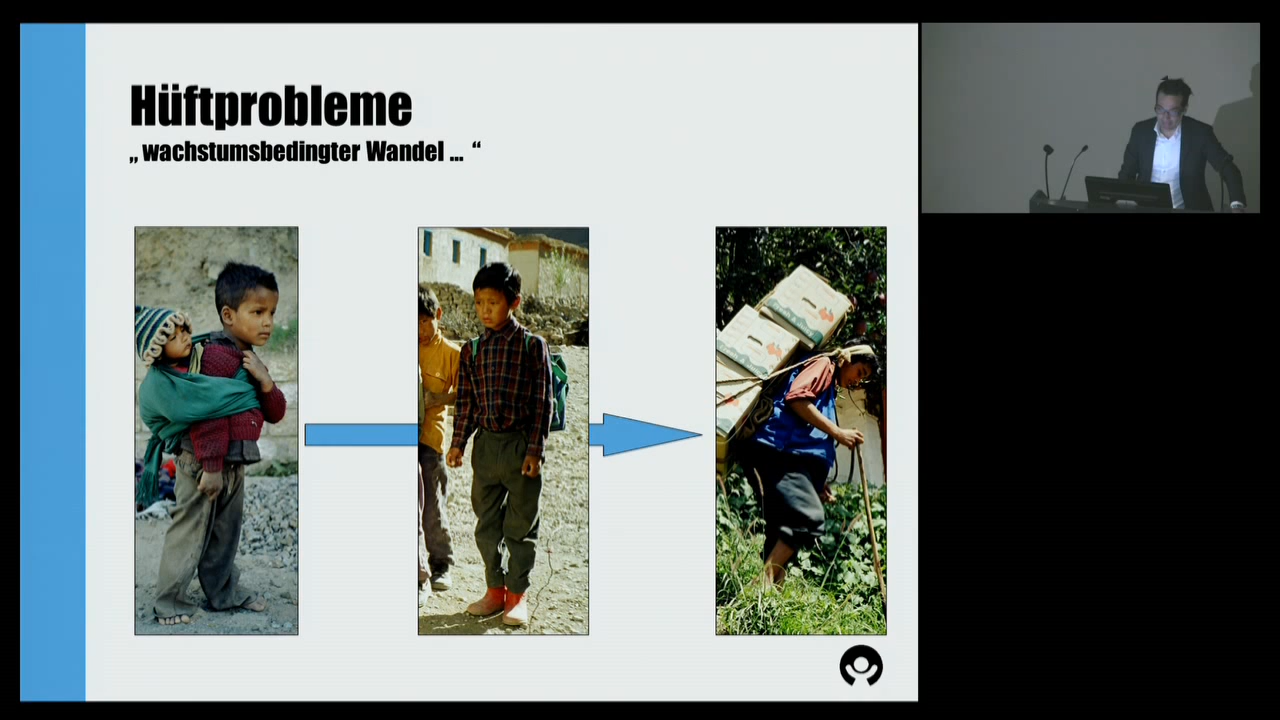 Hüftprobleme
„ wachstumsbedingter Wandel ... “